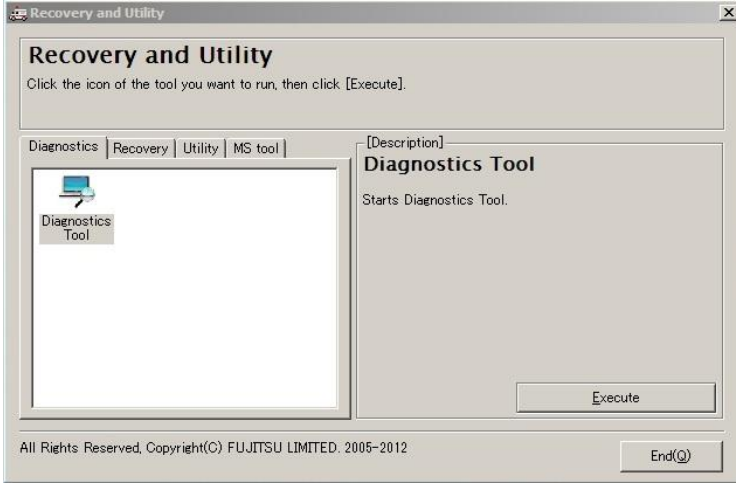 Recovery and Utility
Recovery and Utility
Click the icon of the tool you want to run, then click [Execute].
Diagnostics
Recovery
Utility
MS tool
Diagnostics
Tool
[Description]
Diagnostics Tool
Starts Diagnostics Tool.
Execute
All Rights Reserved, Copyright(C) FUJITSU LIMITED. 2005-2012
End(Q)